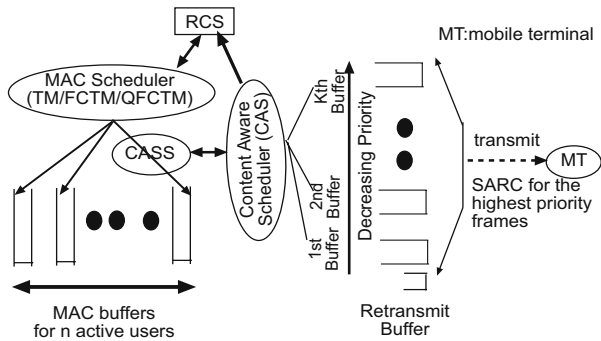 RCS
MT:mobile terminal
MAC Scheduler
(TM/FCTM/QFCTM)
CASS
Content Aware
Scheduler (CAS)
Kth
Buffer
2nd
Buffer
1st
Buffer
Decreasing Priority
transmit
MT
SARC for the
highest priority
frames
MAC buffers
for n active users
Retransmit
Buffer